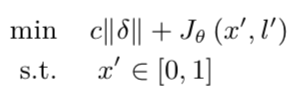 min c‖δ‖ + J_θ (x′, l′)
s.t. x′ ∈ [0, 1]